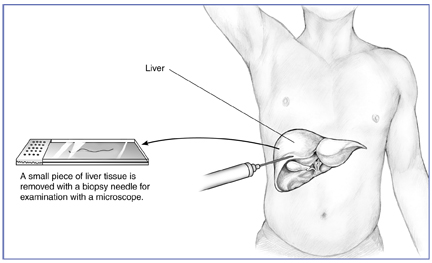 Liver
A small piece of liver tissue is
removed with a biopsy needle for
examination with a microscope.